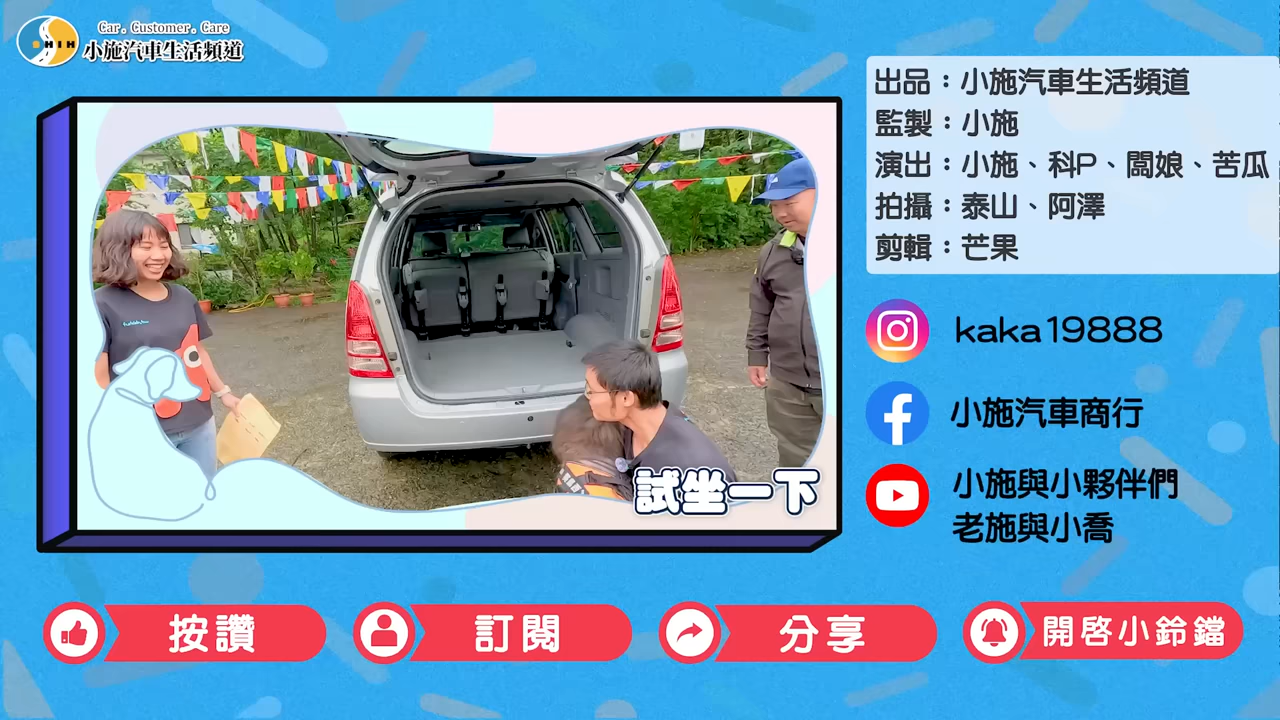 Car. Customer. Care
SHIH
小施汽車生活頻道
出品：小施汽車生活頻道
監製：小施
演出：小施、科P、闆娘、苦瓜
拍攝：泰山、阿澤
剪輯：芒果
kaka19888
小施汽車商行
小施與小夥伴們
老施與小喬
試坐一下
按讚
訂閱
分享
開啓小鈴鐺